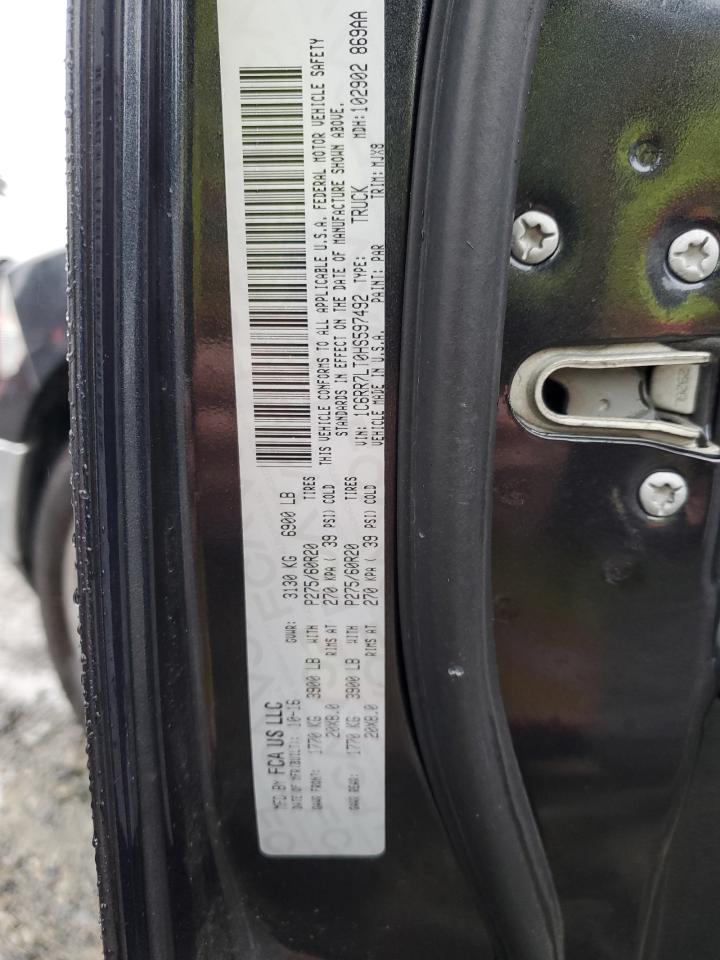 MFD BY FCA US LLC
DATE OF MFR(BUILT): 10-16 GVWR: 3130 KG 6900 LB
GAWR FRONT: 1770 KG 3900 LB WITH P275/60R20 TIRES
20X8.0 RIMS AT 270 KPA ( 39 PSI) COLD
GAWR REAR: 1770 KG 3900 LB WITH P275/60R20 TIRES
20X8.0 RIMS AT 270 KPA ( 39 PSI) COLD
THIS VEHICLE CONFORMS TO ALL APPLICABLE U.S.A. FEDERAL MOTOR VEHICLE SAFETY
STANDARDS IN EFFECT ON THE DATE OF MANUFACTURE SHOWN ABOVE.
VIN: 1C6RR7LT0HS597492 TYPE: TRUCK MDH: 102902 869AA
VEHICLE MADE IN U.S.A. PAINT: PAR TRIM: MJX8